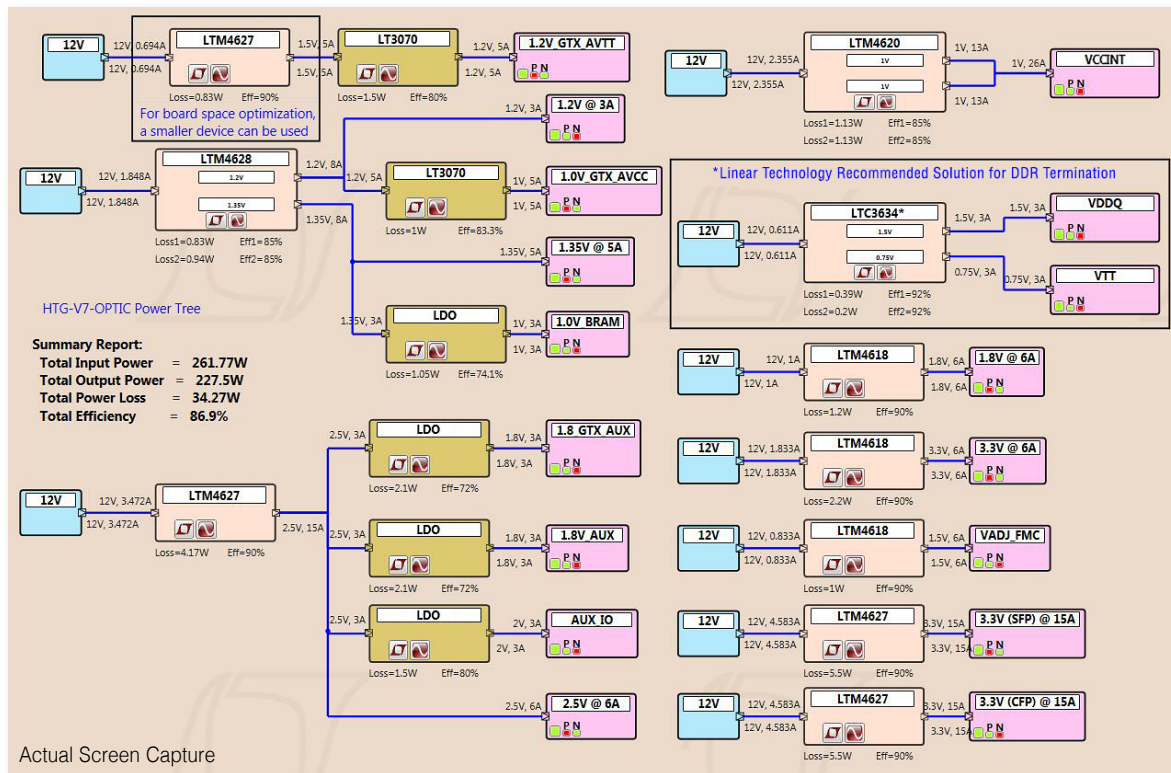 12V
12V, 0.694A
12V, 0.694A
LTM4627
Loss=0.83W Eff=90%
For board space optimization,
a smaller device can be used
1.5V, 5A
1.5V, 5A
LT3070
Loss=1.5W Eff=80%
1.2V, 5A
1.2V, 5A
1.2V_GTX_AVTT
P N
12V
12V, 1.848A
12V, 1.848A
LTM4628
1.2V
1.35V
Loss1=0.83W Eff1=85%
Loss2=0.94W Eff2=85%
1.2V, 8A
1.35V, 8A
1.2V, 3A
1.2V @ 3A
P N
1.2V, 5A
LT3070
Loss=1W Eff=83.3%
1V, 5A
1V, 5A
1.0V_GTX_AVCC
P N
1.35V, 5A
1.35V @ 5A
P N
1.35V, 3A
LDO
Loss=1.05W Eff=74.1%
1V, 3A
1V, 3A
1.0V_BRAM
P N
HTG-V7-OPTIC Power Tree
Summary Report:
Total Input Power = 261.77W
Total Output Power = 227.5W
Total Power Loss = 34.27W
Total Efficiency = 86.9%
12V
12V, 3.472A
12V, 3.472A
LTM4627
Loss=4.17W Eff=90%
2.5V, 15A
2.5V, 3A
LDO
Loss=2.1W Eff=72%
1.8V, 3A
1.8V, 3A
1.8_GTX_AUX
P N
2.5V, 3A
LDO
Loss=2.1W Eff=72%
1.8V, 3A
1.8V, 3A
1.8V_AUX
P N
2.5V, 3A
LDO
Loss=1.5W Eff=80%
2V, 3A
2V, 3A
AUX_IO
P N
2.5V, 6A
2.5V @ 6A
P N
12V
12V, 2.355A
12V, 2.355A
LTM4620
1V
1V
Loss1=1.13W Eff1=85%
Loss2=1.13W Eff2=85%
1V, 13A
1V, 13A
1V, 26A
VCCINT
P N
*Linear Technology Recommended Solution for DDR Termination
12V
12V, 0.611A
12V, 0.611A
LTC3634*
1.5V
0.75V
Loss1=0.39W Eff1=92%
Loss2=0.2W Eff2=92%
1.5V, 3A
1.5V, 3A
VDDQ
P N
0.75V, 3A
0.75V, 3A
VTT
P N
12V
12V, 1A
12V, 1A
LTM4618
Loss=1.2W Eff=90%
1.8V, 6A
1.8V, 6A
1.8V @ 6A
P N
12V
12V, 1.833A
12V, 1.833A
LTM4618
Loss=2.2W Eff=90%
3.3V, 6A
3.3V, 6A
3.3V @ 6A
P N
12V
12V, 0.833A
12V, 0.833A
LTM4618
Loss=1W Eff=90%
1.5V, 6A
1.5V, 6A
VADJ_FMC
P N
12V
12V, 4.583A
12V, 4.583A
LTM4627
Loss=5.5W Eff=90%
3.3V, 15A
3.3V, 15A
3.3V (SFP) @ 15A
P N
12V
12V, 4.583A
12V, 4.583A
LTM4627
Loss=5.5W Eff=90%
3.3V, 15A
3.3V, 15A
3.3V (CFP) @ 15A
P N
Actual Screen Capture